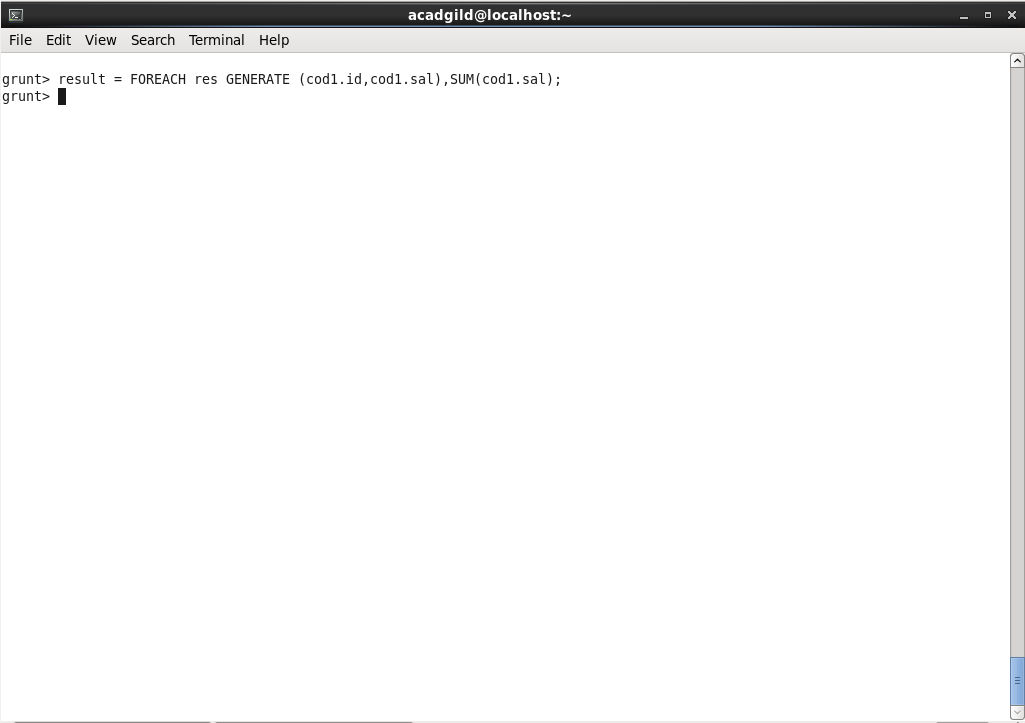 acadgild@localhost:~
File Edit View Search Terminal Help
grunt> result = FOREACH res GENERATE (cod1.id,cod1.sal),SUM(cod1.sal);
grunt>